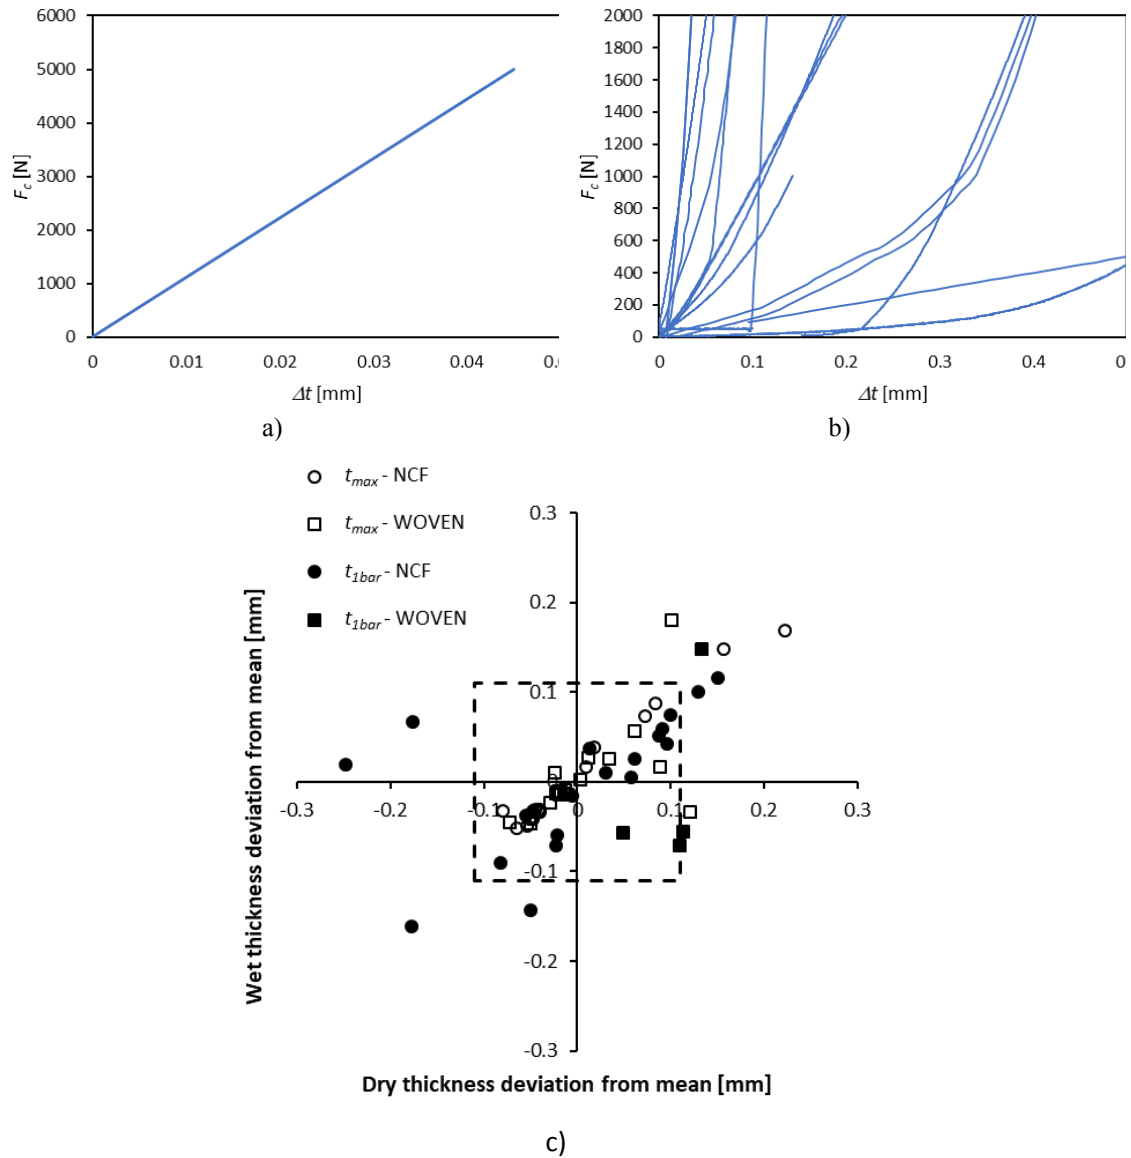 6000
5000
4000
3000
2000
1000
0
F_c [N]
0 0.01 0.02 0.03 0.04 0.0
Δt [mm]
a)
2000
1800
1600
1400
1200
1000
800
600
400
200
0
F_c [N]
0 0.1 0.2 0.3 0.4 0
Δt [mm]
b)
t_max - NCF
t_max - WOVEN
t_1bar - NCF
t_1bar - WOVEN
Wet thickness deviation from mean [mm]
0.3
0.2
0.1
-0.3 -0.2 -0.1 0 0.1 0.2 0.3
-0.1
-0.2
-0.3
Dry thickness deviation from mean [mm]
c)